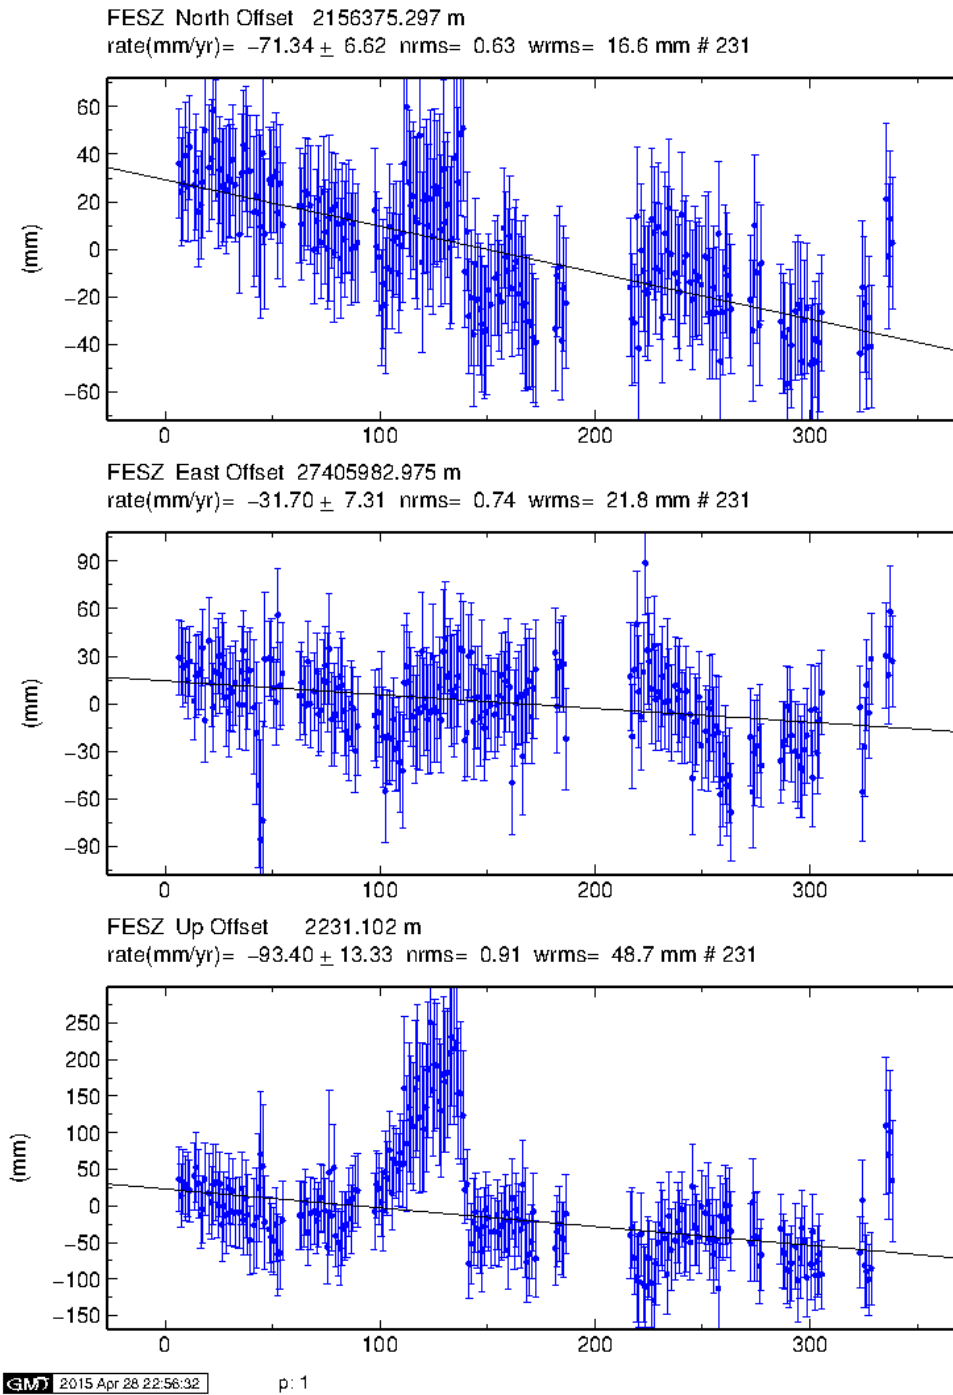 FESZ North Offset 2156375.297 m
rate(mm/yr)= −71.34 ± 6.62 nrms= 0.63 wrms= 16.6 mm # 231
60
40
20
0
−20
−40
−60
(mm)
0 100 200 300
FESZ East Offset 27405982.975 m
rate(mm/yr)= −31.70 ± 7.31 nrms= 0.74 wrms= 21.8 mm # 231
90
60
30
0
−30
−60
−90
(mm)
0 100 200 300
FESZ Up Offset 2231.102 m
rate(mm/yr)= −93.40 ± 13.33 nrms= 0.91 wrms= 48.7 mm # 231
250
200
150
100
50
0
−50
−100
−150
(mm)
0 100 200 300
GMT 2015 Apr 28 22:56:32 p: 1